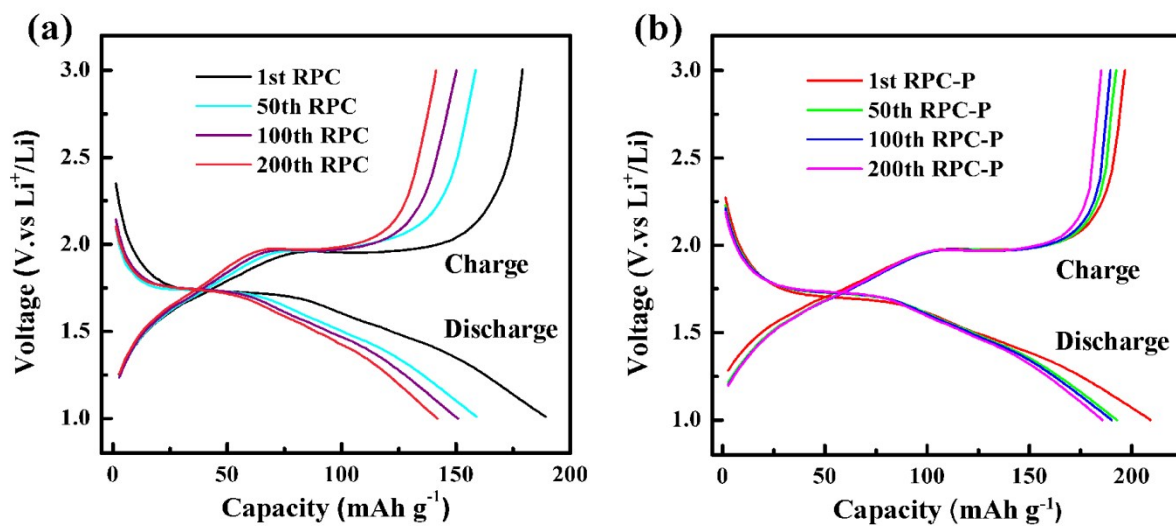 (a)
Voltage (V.vs Li⁺/Li)
3.0
2.5
2.0
1.5
1.0
1st RPC
50th RPC
100th RPC
200th RPC
Charge
Discharge
0 50 100 150 200
Capacity (mAh g⁻¹)
(b)
Voltage (V.vs Li⁺/Li)
3.0
2.5
2.0
1.5
1.0
1st RPC-P
50th RPC-P
100th RPC-P
200th RPC-P
Charge
Discharge
0 50 100 150 200
Capacity (mAh g⁻¹)